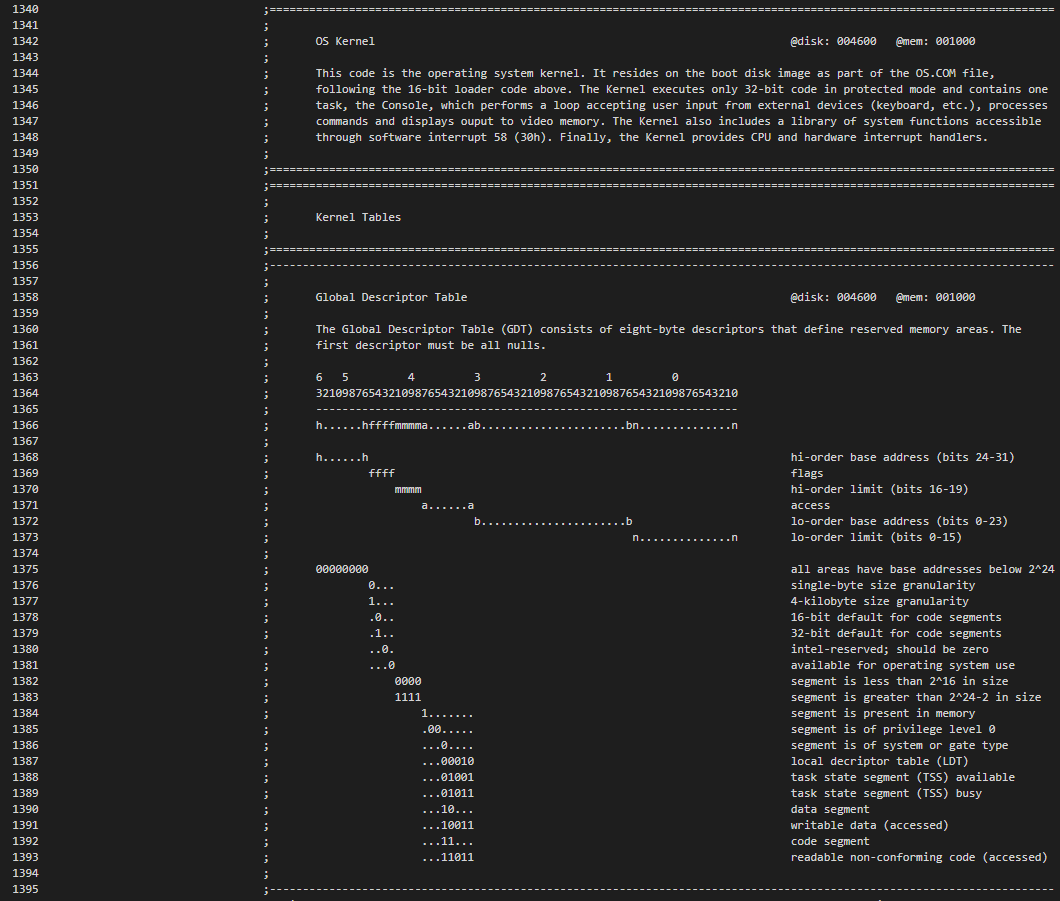 1340 ;=======================================================================================================================
1341 ;
1342 ; OS Kernel @disk: 004600 @mem: 001000
1343 ;
1344 ; This code is the operating system kernel. It resides on the boot disk image as part of the OS.COM file,
1345 ; following the 16-bit loader code above. The Kernel executes only 32-bit code in protected mode and contains one
1346 ; task, the Console, which performs a loop accepting user input from external devices (keyboard, etc.), processes
1347 ; commands and displays ouput to video memory. The Kernel also includes a library of system functions accessible
1348 ; through software interrupt 58 (30h). Finally, the Kernel provides CPU and hardware interrupt handlers.
1349 ;
1350 ;=======================================================================================================================
1351 ;=======================================================================================================================
1352 ;
1353 ; Kernel Tables
1354 ;
1355 ;=======================================================================================================================
1356 ;-----------------------------------------------------------------------------------------------------------------------
1357 ;
1358 ; Global Descriptor Table @disk: 004600 @mem: 001000
1359 ;
1360 ; The Global Descriptor Table (GDT) consists of eight-byte descriptors that define reserved memory areas. The
1361 ; first descriptor must be all nulls.
1362 ;
1363 ; 6 5 4 3 2 1 0
1364 ; 3210987654321098765432109876543210987654321098765432109876543210
1365 ; ----------------------------------------------------------------
1366 ; h......hffffmmmma......ab......................bn..............n
1367 ;
1368 ; h......h hi-order base address (bits 24-31)
1369 ; ffff flags
1370 ; mmmm hi-order limit (bits 16-19)
1371 ; a......a access
1372 ; b......................b lo-order base address (bits 0-23)
1373 ; n..............n lo-order limit (bits 0-15)
1374 ;
1375 ; 00000000 all areas have base addresses below 2^24
1376 ; 0... single-byte size granularity
1377 ; 1... 4-kilobyte size granularity
1378 ; .0.. 16-bit default for code segments
1379 ; .1.. 32-bit default for code segments
1380 ; ..0. intel-reserved; should be zero
1381 ; ...0 available for operating system use
1382 ; 0000 segment is less than 2^16 in size
1383 ; 1111 segment is greater than 2^24-2 in size
1384 ; 1....... segment is present in memory
1385 ; .00..... segment is of privilege level 0
1386 ; ...0.... segment is of system or gate type
1387 ; ...00010 local decriptor table (LDT)
1388 ; ...01001 task state segment (TSS) available
1389 ; ...01011 task state segment (TSS) busy
1390 ; ...10... data segment
1391 ; ...10011 writable data (accessed)
1392 ; ...11... code segment
1393 ; ...11011 readable non-conforming code (accessed)
1394 ;
1395 ;-----------------------------------------------------------------------------------------------------------------------